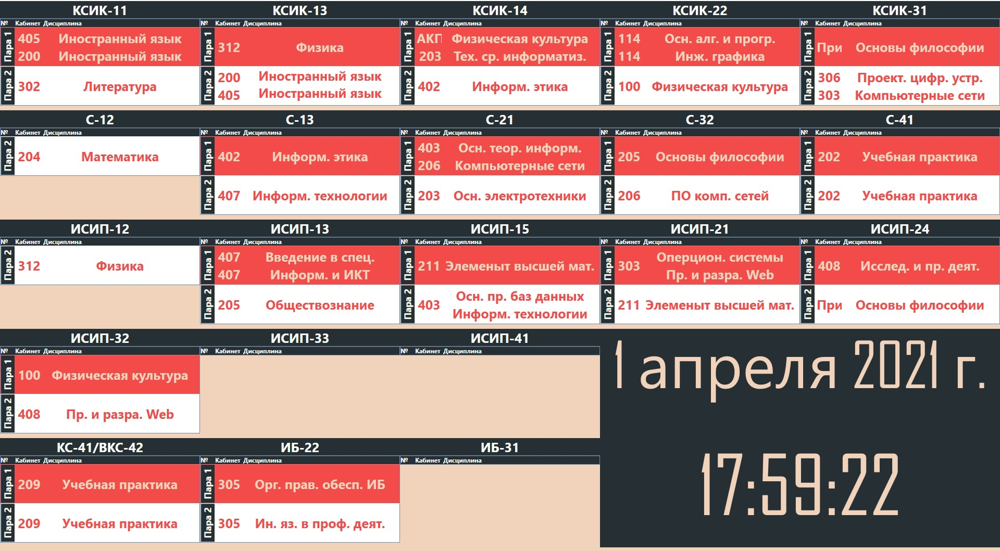 КСИК-11
№ Кабинет Дисциплина
Пара 1
405 Иностранный язык
200 Иностранный язык
Пара 2
302 Литература
КСИК-13
№ Кабинет Дисциплина
Пара 1
312 Физика
Пара 2
200 Иностранный язык
405 Иностранный язык
КСИК-14
№ Кабинет Дисциплина
Пара 1
АКП Физическая культура
203 Тех. ср. информатиз.
Пара 2
402 Информ. этика
КСИК-22
№ Кабинет Дисциплина
Пара 1
114 Осн. алг. и прогр.
114 Инж. графика
Пара 2
100 Физическая культура
КСИК-31
№ Кабинет Дисциплина
Пара 1
При Основы философии
Пара 2
306 Проект. цифр. устр.
303 Компьютерные сети
С-12
№ Кабинет Дисциплина
Пара 2
204 Математика
С-13
№ Кабинет Дисциплина
Пара 1
402 Информ. этика
Пара 2
407 Информ. технологии
С-21
№ Кабинет Дисциплина
Пара 1
403 Осн. теор. информ.
206 Компьютерные сети
Пара 2
203 Осн. электротехники
С-32
№ Кабинет Дисциплина
Пара 1
205 Основы философии
Пара 2
206 ПО комп. сетей
С-41
№ Кабинет Дисциплина
Пара 1
202 Учебная практика
Пара 2
202 Учебная практика
ИСИП-12
№ Кабинет Дисциплина
Пара 2
312 Физика
ИСИП-13
№ Кабинет Дисциплина
Пара 1
407 Введение в спец.
407 Информ. и ИКТ
Пара 2
205 Обществознание
ИСИП-15
№ Кабинет Дисциплина
Пара 1
211 Элеменыт высшей мат.
Пара 2
403 Осн. пр. баз данных
Информ. технологии
ИСИП-21
№ Кабинет Дисциплина
Пара 1
303 Оперцион. системы
Пр. и разра. Web
Пара 2
211 Элеменыт высшей мат.
ИСИП-24
№ Кабинет Дисциплина
Пара 1
408 Исслед. и пр. деят.
Пара 2
При Основы философии
ИСИП-32
№ Кабинет Дисциплина
Пара 1
100 Физическая культура
Пара 2
408 Пр. и разра. Web
ИСИП-33
№ Кабинет Дисциплина
ИСИП-41
№ Кабинет Дисциплина
1 апреля 2021 г.
17:59:22
КС-41/ВКС-42
№ Кабинет Дисциплина
Пара 1
209 Учебная практика
Пара 2
209 Учебная практика
ИБ-22
№ Кабинет Дисциплина
Пара 1
305 Орг. прав. обесп. ИБ
Пара 2
305 Ин. яз. в проф. деят.
ИБ-31
№ Кабинет Дисциплина